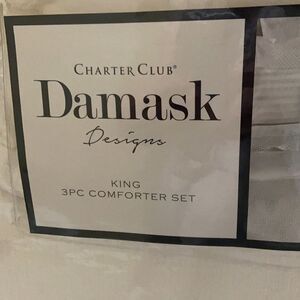 CHARTER CLUB®
Damask
Designs
KING
3PC COMFORTER SET